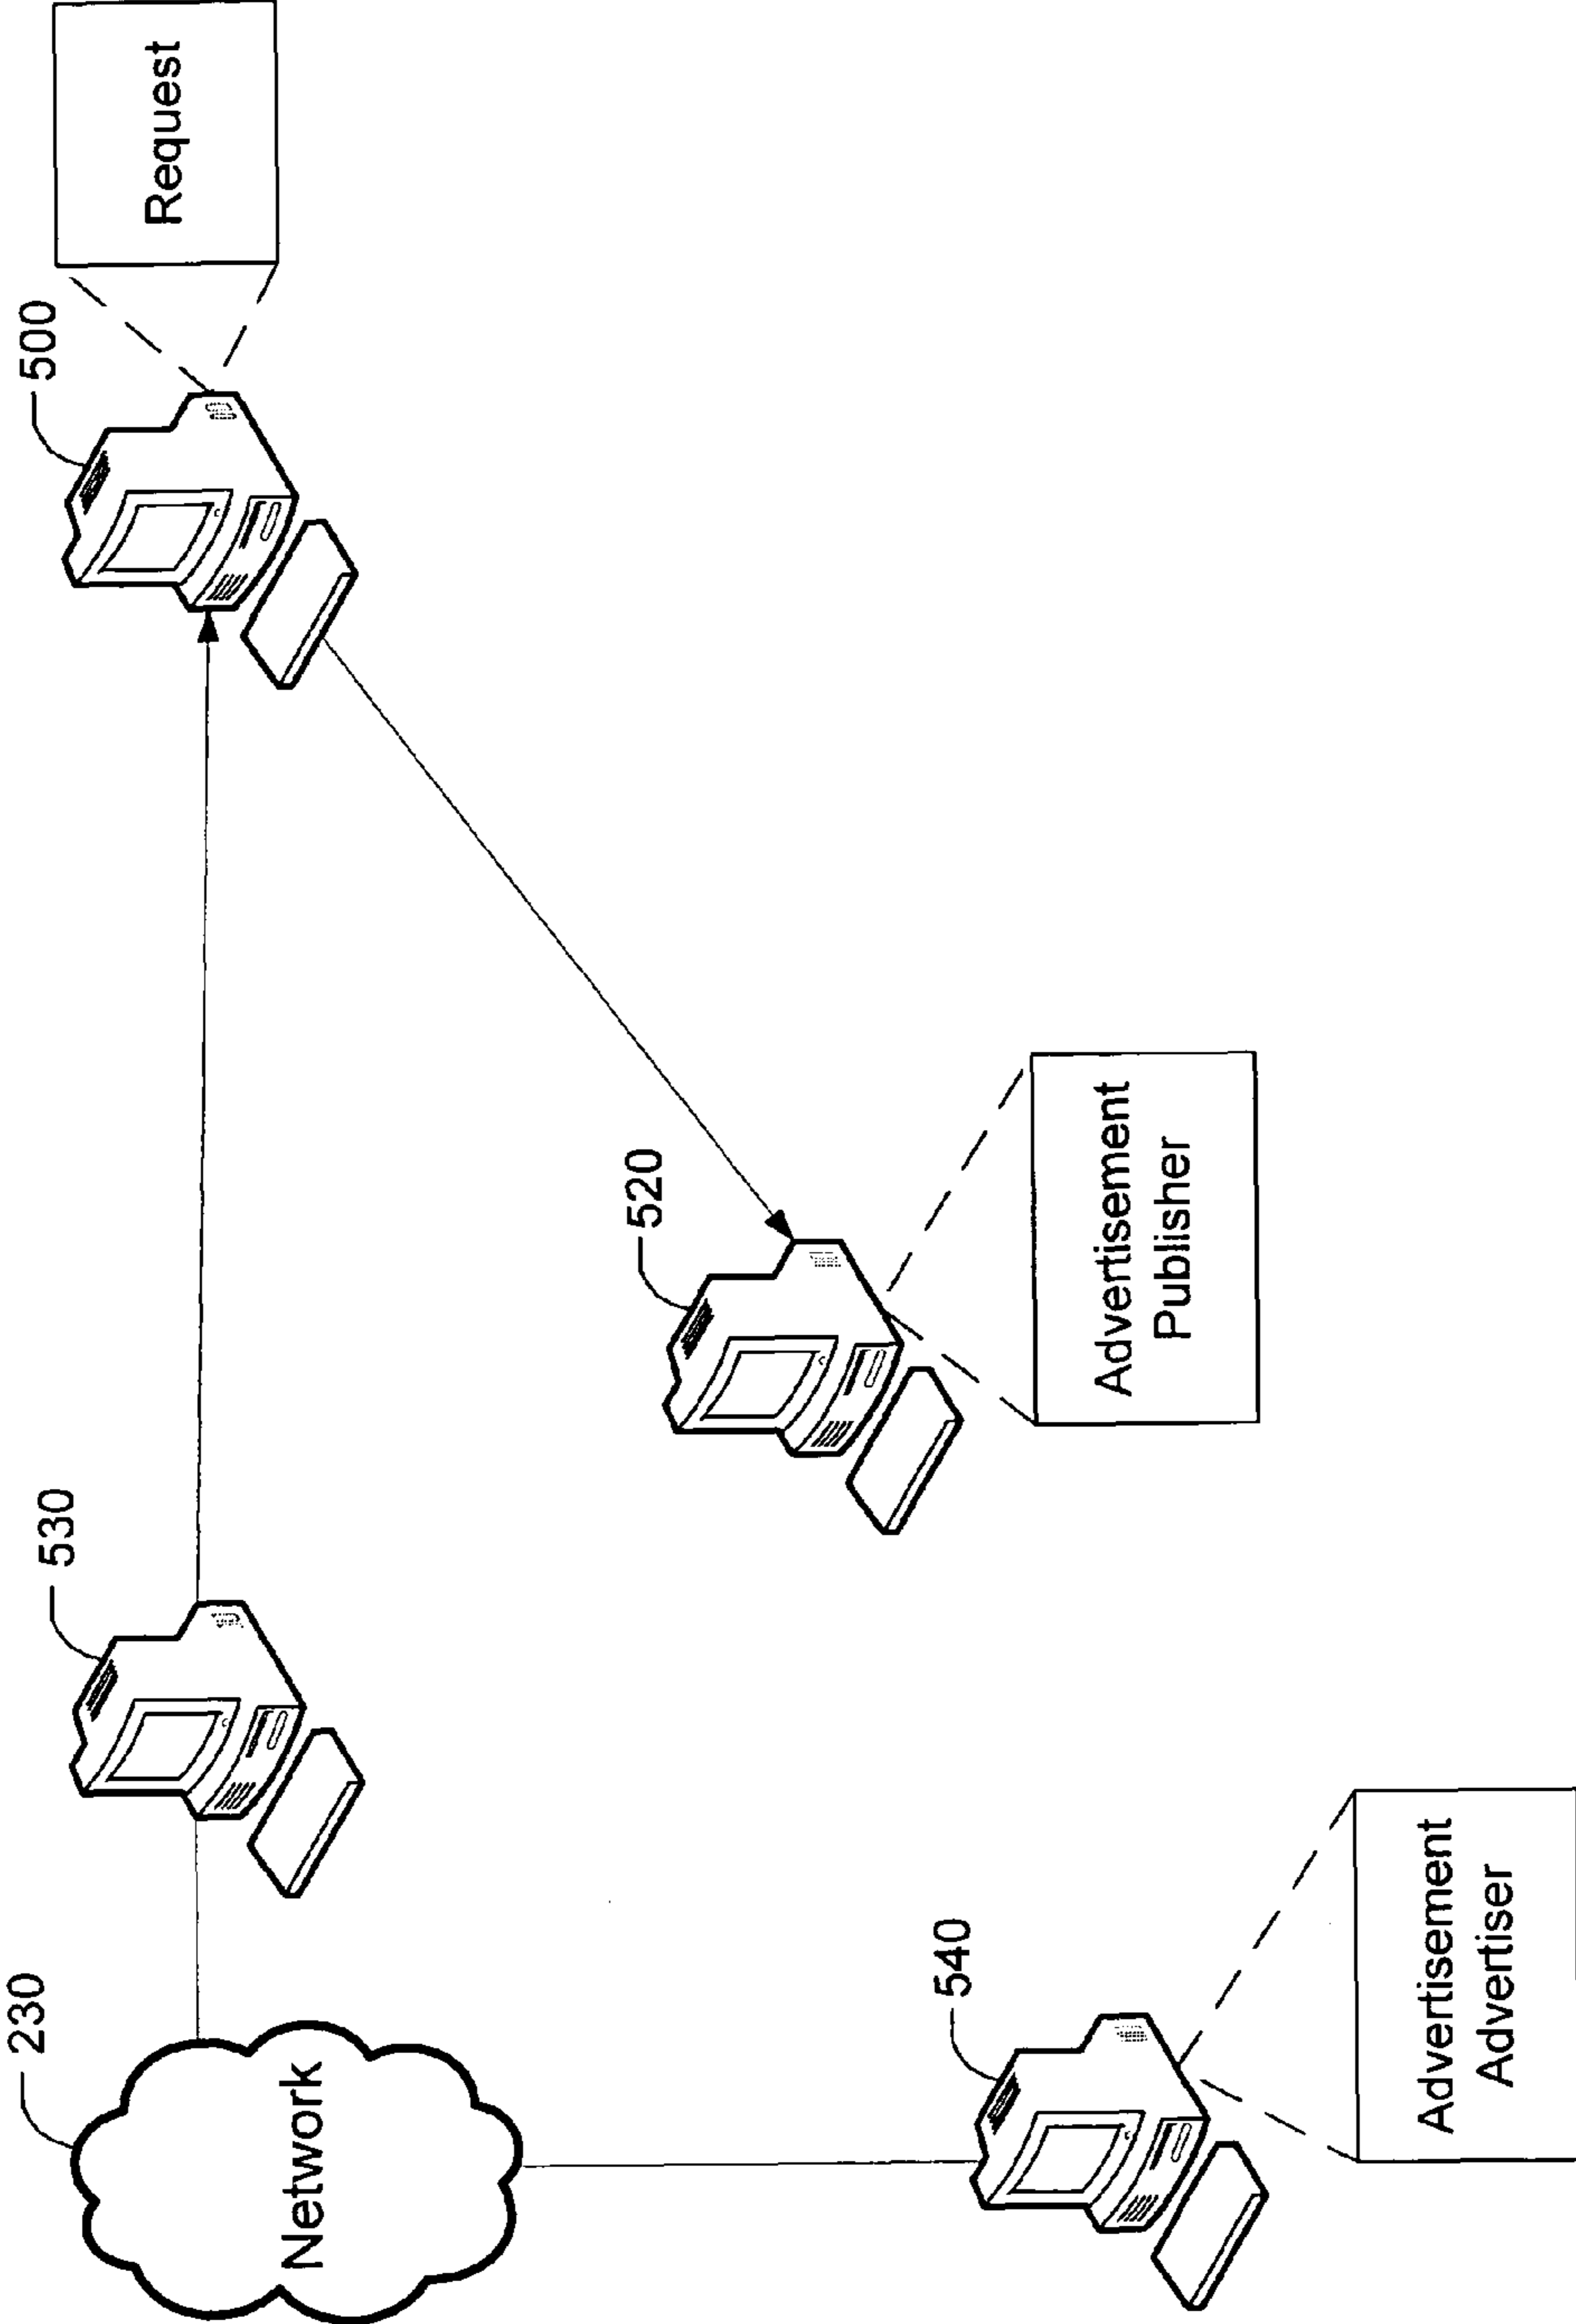 230
530
500
Request
Network
520
540
Advertisement
Publisher
Advertisement
Advertiser